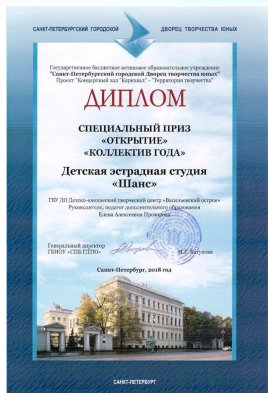 САНКТ-ПЕТЕРБУРГСКИЙ ГОРОДСКОЙ ДВОРЕЦ ТВОРЧЕСТВА ЮНЫХ
Государственное бюджетное нетиповое образовательное учреждение
"Санкт-Петербургский городской Дворец творчества юных"
Проект "Концертный зал "Карнавал" - "Территория творчества"
ДИПЛОМ
СПЕЦИАЛЬНЫЙ ПРИЗ
«ОТКРЫТИЕ»
«КОЛЛЕКТИВ ГОДА»
Детская эстрадная студия
«Шанс»
ГБУ ДО Детско-юношеский творческий центр «Васильевский остров»
Руководитель, педагог дополнительного образования
Елена Алексеевна Прохорова
Генеральный директор
ГБНОУ «СПБ ГДТЮ» М.Р. Катунова
Санкт-Петербург, 2018 год
САНКТ-ПЕТЕРБУРГ